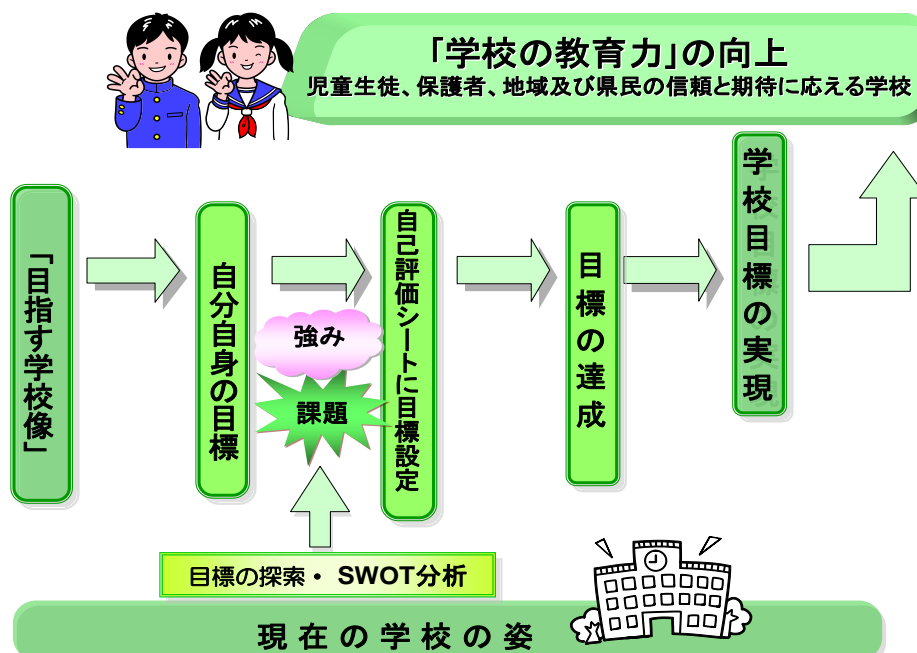 「学校の教育力」の向上
児童生徒、保護者、地域及び県民の信頼と期待に応える学校
「目指す学校像」
自分自身の目標
強み
課題
自己評価シートに目標設定
目標の達成
学校目標の実現
目標の探索・ SWOT分析
現在の学校の姿